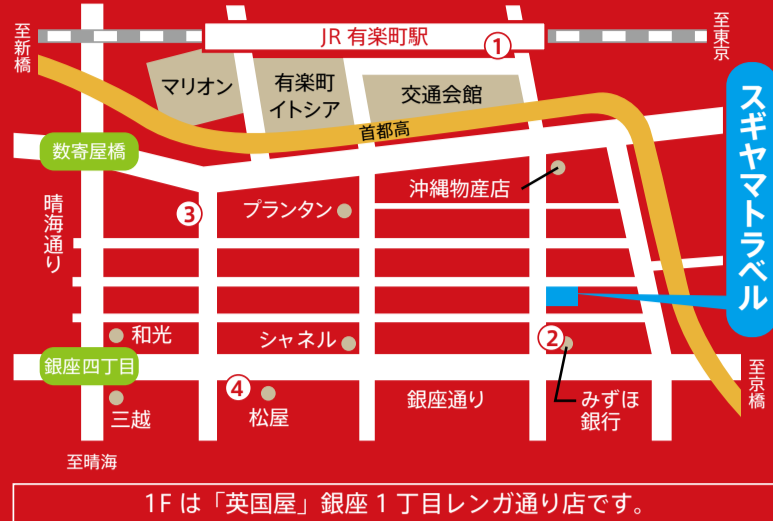 至新橋
JR 有楽町駅
①
至東京
マリオン
有楽町
イトシア
交通会館
首都高
数寄屋橋
スギヤマトラベル
晴海通り
③
プランタン
沖縄物産店
和光
シャネル
②
銀座四丁目
④
三越
松屋
銀座通り
みずほ
銀行
至京橋
至晴海
1F は「英国屋」銀座 1 丁目レンガ通り店です。